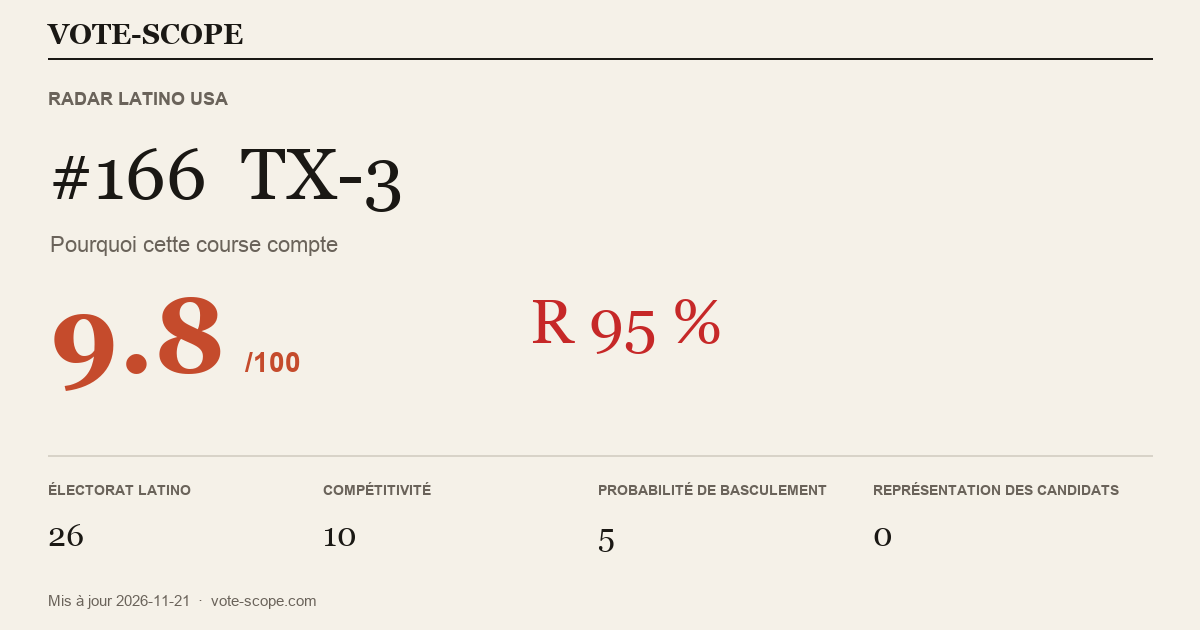 VOTE-SCOPE
RADAR LATINO USA
#166 TX-3
Pourquoi cette course compte
9.8 /100
R 95 %
ÉLECTORAT LATINO
26
COMPÉTITIVITÉ
10
PROBABILITÉ DE BASCULEMENT
5
REPRÉSENTATION DES CANDIDATS
0
Mis à jour 2026-11-21 · vote-scope.com